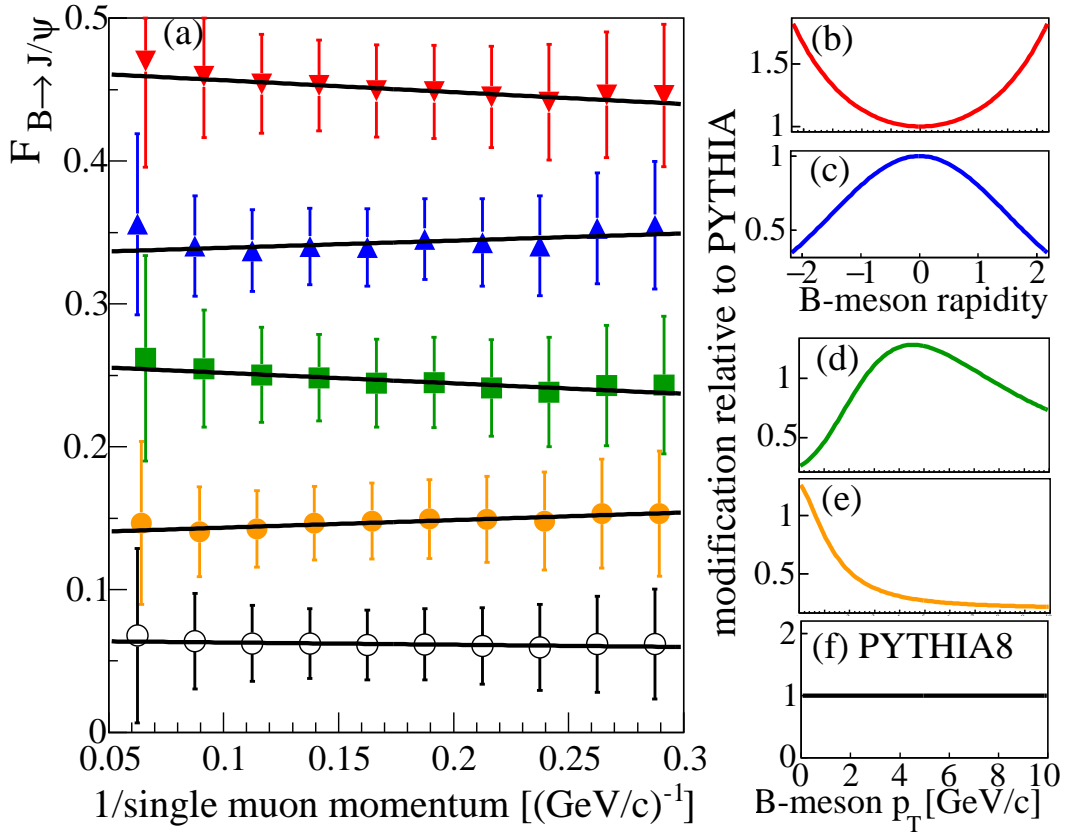 F B→ J/ψ
0.5
0.4
0.3
0.2
0.1
0
(a)
0.05 0.1 0.15 0.2 0.25 0.3
1/single muon momentum [(GeV/c)⁻¹]
modification relative to PYTHIA
(b)
1.5
1
(c)
1
0.5
−2 −1 0 1 2
B-meson rapidity
(d)
1
0.5
(e)
1
0.5
(f) PYTHIA8
2
1
0
0 2 4 6 8 10
B-meson p_T [GeV/c]